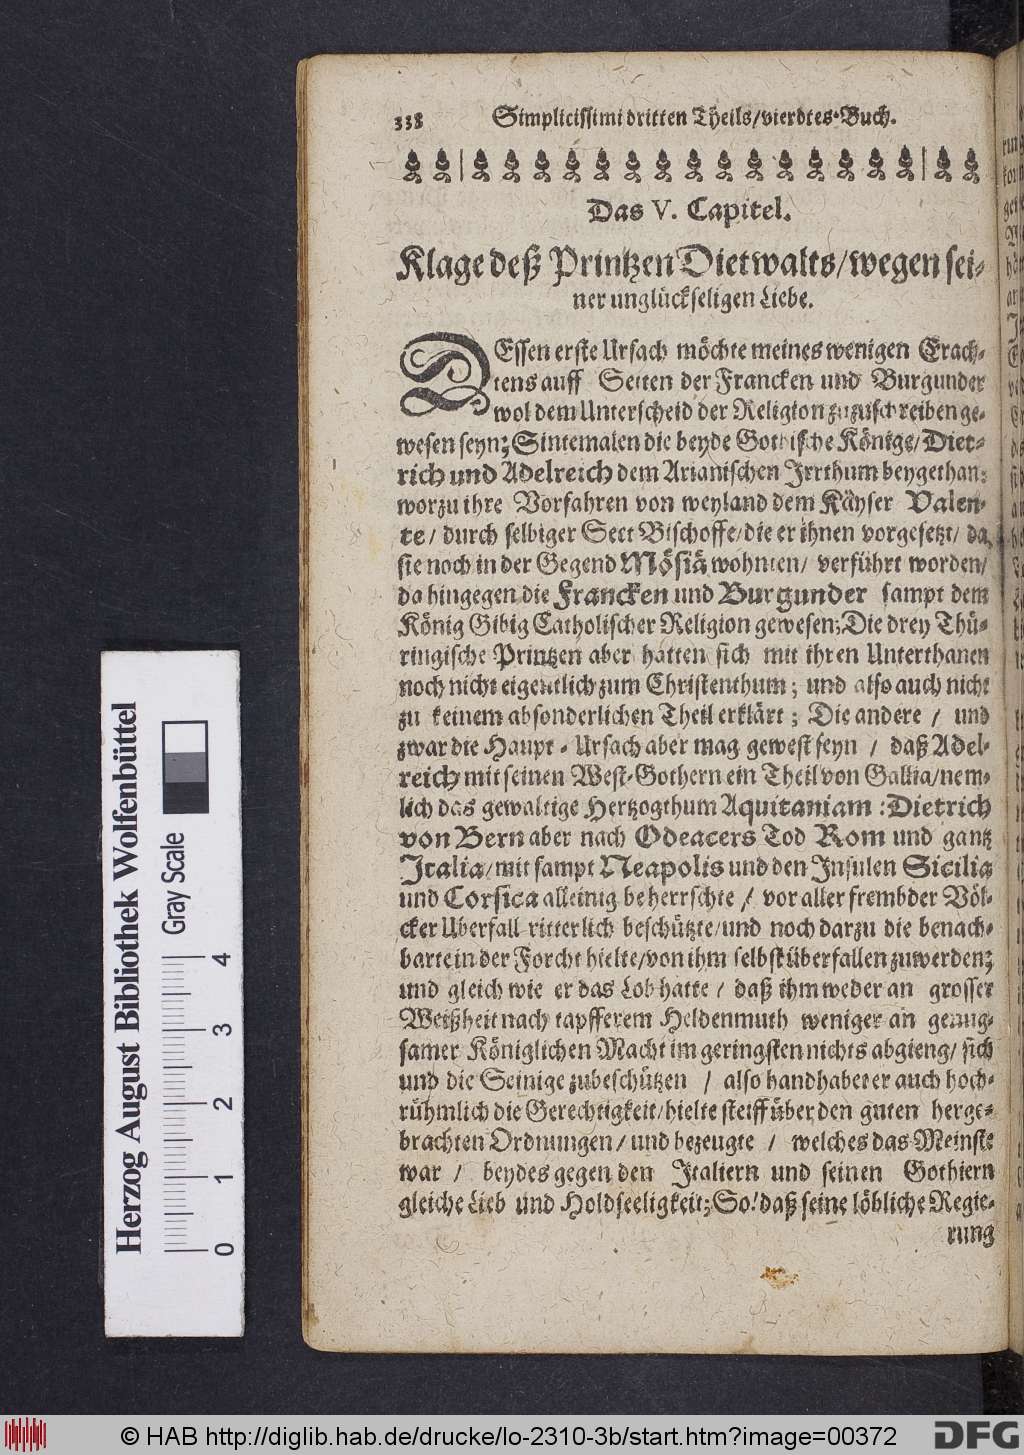 338 Simplicissimi dritten Theils/vierdtes Buch.
Das V. Capitel.
Klage deß Printzen Dietwalts/wegen sei-
ner unglückseligen Liebe.
DEssen erste Ursach möchte meines wenigen Erach-
tens auff Seiten der Francken und Burgunder
wol dem Unterscheid der Religion zuzuschreiben ge-
wesen seyn; Sintemalen die beyde Gothische Könige/ Diet-
rich und Adelreich dem Arianischen Irrthum beygethan;
worzu ihre Vorfahren von weyland dem Käyser Valen-
te/ durch selbiger Sect Bischoffe/die er ihnen vorgesetzt/ da
sie noch in der Gegend Mösiä wohnten/ verführt worden/
da hingegen die Francken und Burgunder sampt dem
König Gibig Catholischer Religion gewesen; Die drey Thü-
ringische Printzen aber hatten sich mit ihren Unterthanen
noch nicht eigentlich zum Christenthum; und also auch nicht
zu keinem absonderlichen Theil erklärt; Die andere / und
zwar die Haupt-Ursach aber mag gewest seyn / daß Adel-
reich mit seinen West-Gothern ein Theil von Gallia/nem-
lich das gewaltige Hertzogthum Aquitaniam: Dietrich
von Bern aber nach Odeacers Tod Rom und gantz
Italia/mit sampt Neapolis und den Insulen Sicilia
und Corsica alleinig beherrschte / vor aller frembder Völ-
cker Uberfall ritterlich beschützte/und noch darzu die benach-
barte in der Forcht hielte/von ihm selbst überfallen zuwerden;
und gleich wie er das Lob hatte / daß ihm weder an grosser
Weißheit nach tapfferem Heldenmuth weniger an genug-
samer Königlichen Macht im geringsten nichts abgieng/ sich
und die Seinige zubeschützen / also handhabet er auch hoch-
rühmlich die Gerechtigkeit/hielte steiff über den guten herge-
brachten Ordnungen/ und bezeugte / welches das Meinste
war / beydes gegen den Italiern und seinen Gothiern
gleiche Lieb und Holdseeligkeit; So! daß seine löbliche Regie-
rung
Herzog August Bibliothek Wolfenbüttel
Gray Scale
0 1 2 3 4
© HAB http://diglib.hab.de/drucke/lo-2310-3b/start.htm?image=00372
DFG